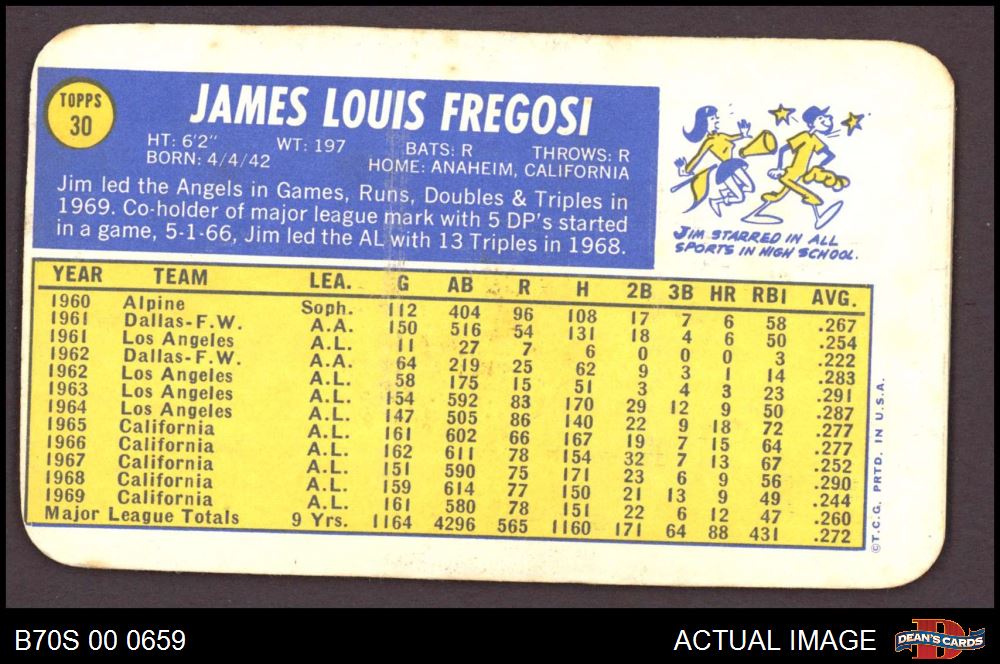 TOPPS
30
JAMES LOUIS FREGOSI
HT: 6'2" WT: 197 BATS: R THROWS: R
BORN: 4/4/42 HOME: ANAHEIM, CALIFORNIA
Jim led the Angels in Games, Runs, Doubles & Triples in
1969. Co-holder of major league mark with 5 DP's started
in a game, 5-1-66, Jim led the AL with 13 Triples in 1968.
JIM STARRED IN ALL
SPORTS IN HIGH SCHOOL.
YEAR TEAM LEA. G AB R H 2B 3B HR RBI AVG.
1960 Alpine Soph. 112 404 96 108 17 7 6 58 .267
1961 Dallas-F.W. A.A. 150 516 54 131 18 4 6 50 .254
1961 Los Angeles A.L. 11 27 7 6 0 0 0 3 .222
1962 Dallas-F.W. A.A. 64 219 25 62 9 3 1 14 .283
1962 Los Angeles A.L. 58 175 15 51 3 4 3 23 .291
1963 Los Angeles A.L. 154 592 83 170 29 12 9 50 .287
1964 Los Angeles A.L. 147 505 86 140 22 9 18 72 .277
1965 California A.L. 161 602 66 167 19 7 15 64 .277
1966 California A.L. 162 611 78 154 32 7 13 67 .252
1967 California A.L. 151 590 75 171 23 6 9 56 .290
1968 California A.L. 159 614 77 150 21 13 9 49 .244
1969 California A.L. 161 580 78 151 22 6 12 47 .260
Major League Totals 9 Yrs. 1164 4296 565 1160 171 64 88 431 .272
©T.C.G. PRTD. IN U.S.A.
B70S 00 0659 ACTUAL IMAGE
D
DEAN'S CARDS